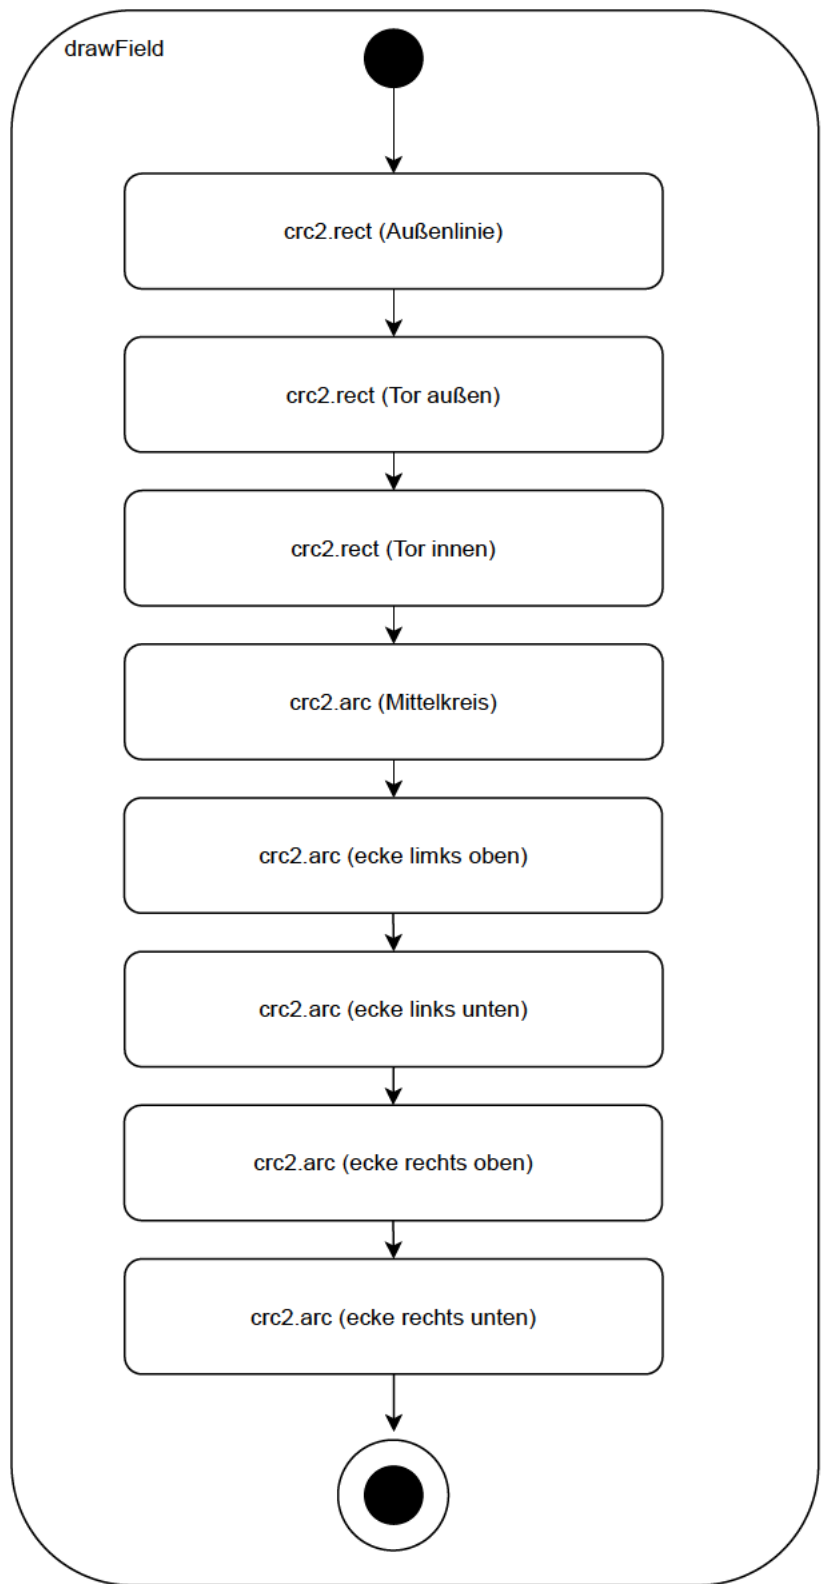 drawField
crc2.rect (Außenlinie)
crc2.rect (Tor außen)
crc2.rect (Tor innen)
crc2.arc (Mittelkreis)
crc2.arc (ecke limks oben)
crc2.arc (ecke links unten)
crc2.arc (ecke rechts oben)
crc2.arc (ecke rechts unten)